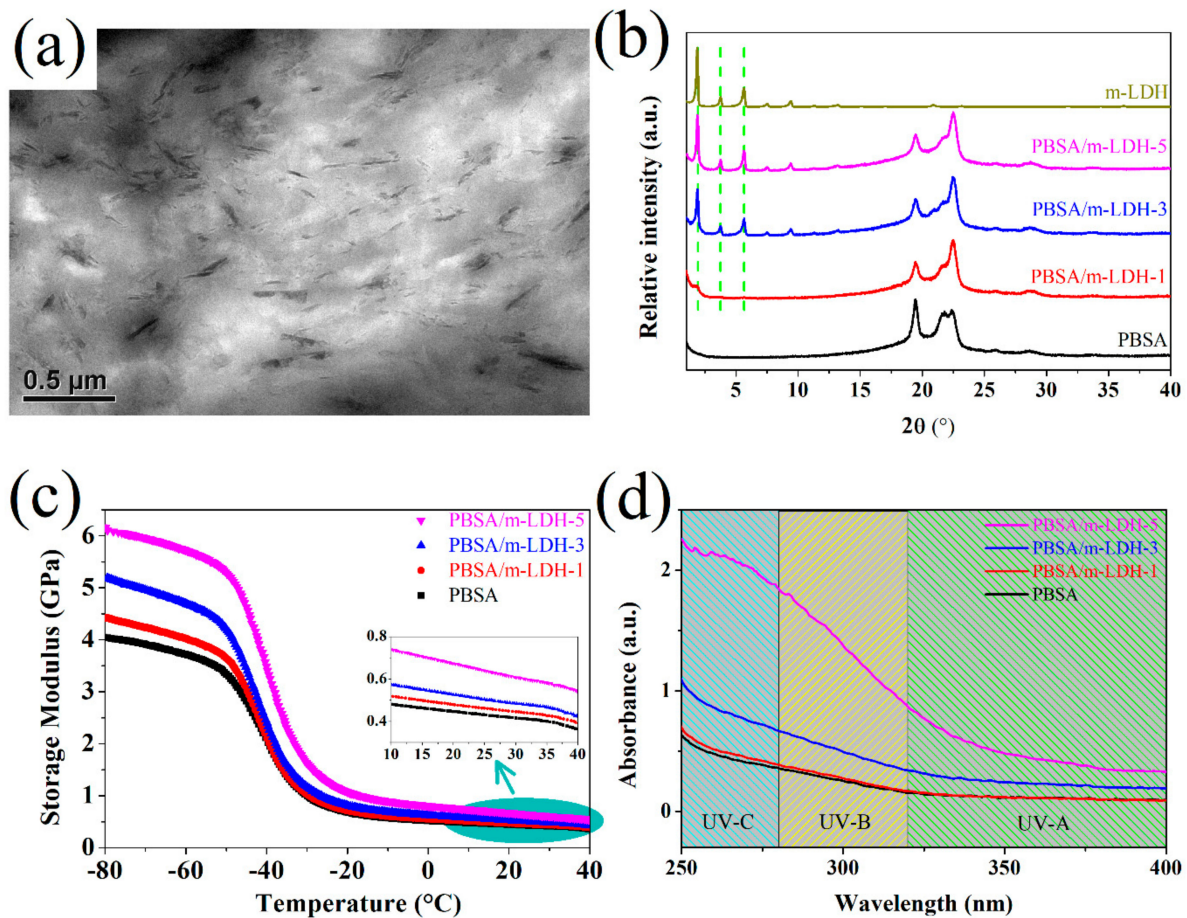 (a)
0.5 µm
(b)
Relative intensity (a.u.)
m-LDH
PBSA/m-LDH-5
PBSA/m-LDH-3
PBSA/m-LDH-1
PBSA
5 10 15 20 25 30 35 40
2θ (°)
(c)
Storage Modulus (GPa)
6
5
4
3
2
1
0
PBSA/m-LDH-5
PBSA/m-LDH-3
PBSA/m-LDH-1
PBSA
0.8
0.6
0.4
10 15 20 25 30 35 40
-80 -60 -40 -20 0 20 40
Temperature (°C)
(d)
Absorbance (a.u.)
2
1
0
PBSA/m-LDH-5
PBSA/m-LDH-3
PBSA/m-LDH-1
PBSA
UV-C UV-B UV-A
250 300 350 400
Wavelength (nm)